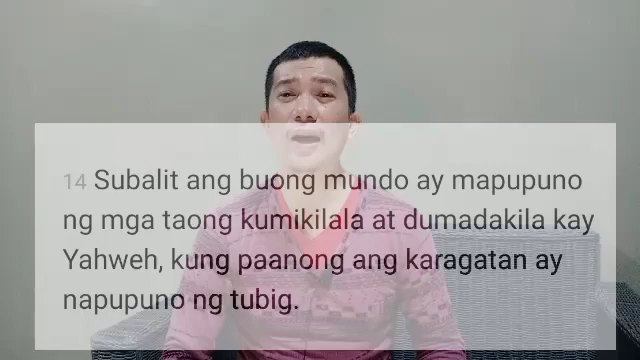 14 Subalit ang buong mundo ay mapupuno
ng mga taong kumikilala at dumadakila kay
Yahweh, kung paanong ang karagatan ay
napupuno ng tubig.